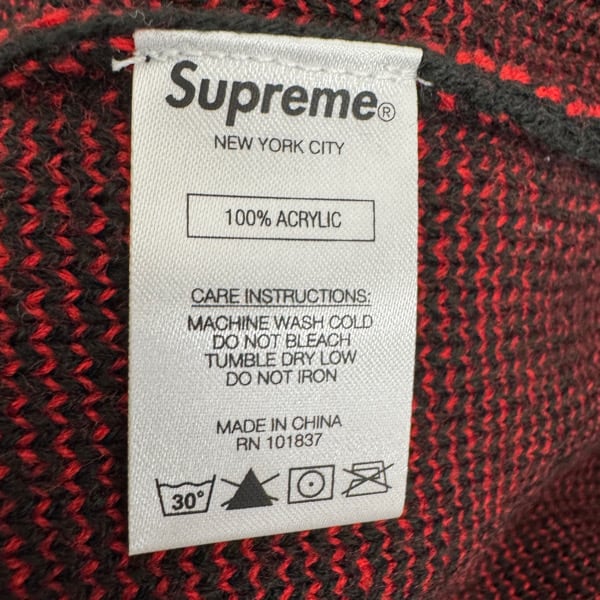 Supreme®
NEW YORK CITY
100% ACRYLIC
CARE INSTRUCTIONS:
MACHINE WASH COLD
DO NOT BLEACH
TUMBLE DRY LOW
DO NOT IRON
MADE IN CHINA
RN 101837
30°